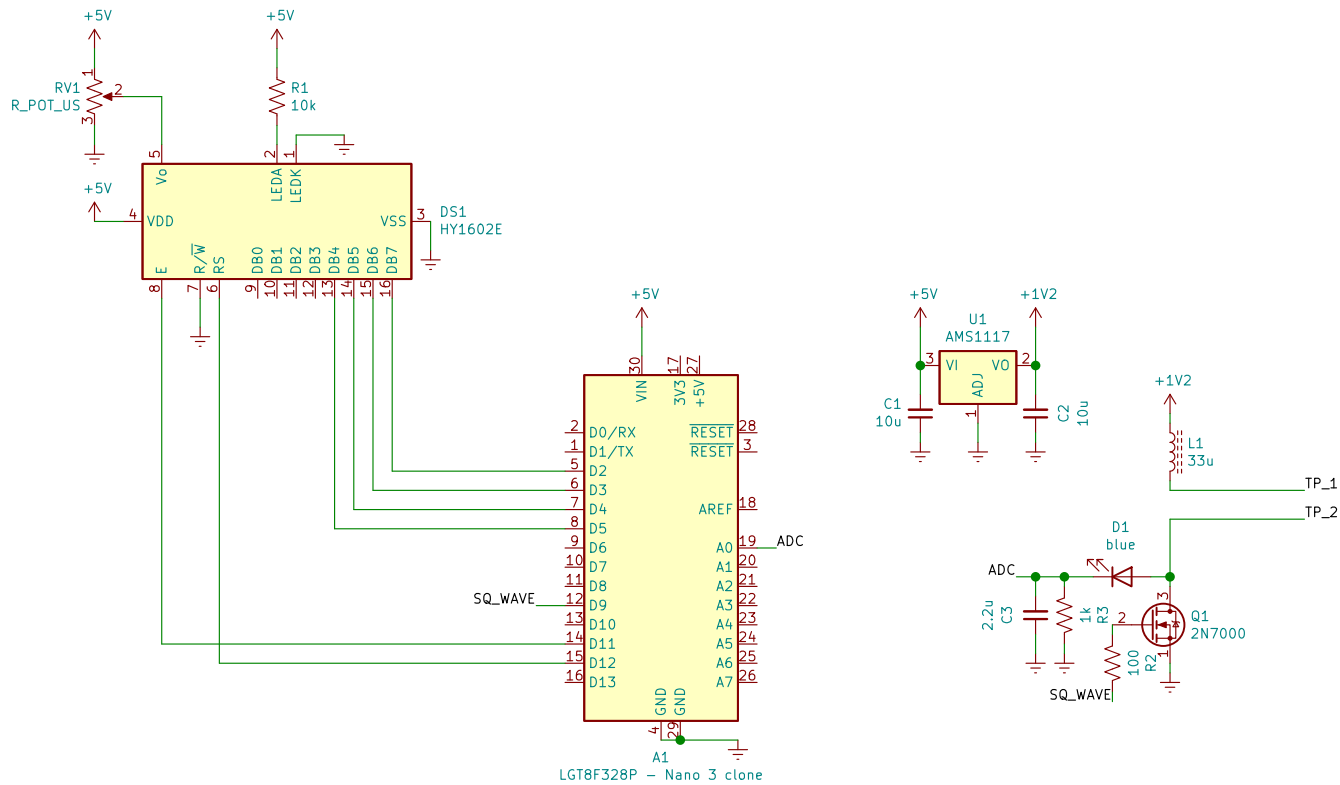 +5V
+5V
1
RV1
2
R_POT_US
3
R1
10k
5
2
1
Vo
LEDA
LEDK
+5V
4
VDD
VSS
3
DS1
HY1602E
E
R/W
RS
DB0
DB1
DB2
DB3
DB4
DB5
DB6
DB7
8
7
6
9
10
11
12
13
14
15
16
+5V
30
17
27
VIN
3V3
+5V
2
D0/RX
RESET
28
1
D1/TX
RESET
3
5
D2
6
D3
7
D4
AREF
18
8
D5
9
D6
A0
19
ADC
10
D7
A1
20
11
D8
A2
21
SQ_WAVE
12
D9
A3
22
13
D10
A4
23
14
D11
A5
24
15
D12
A6
25
16
D13
A7
26
GND
GND
4
29
A1
LGT8F328P – Nano 3 clone
+5V
+1V2
U1
AMS1117
3
VI
VO
2
ADJ
1
C1
10u
C2
10u
+1V2
L1
33u
TP_1
TP_2
D1
blue
ADC
2.2u
C3
1k
R3
3
2
1
Q1
2N7000
100
R2
SQ_WAVE